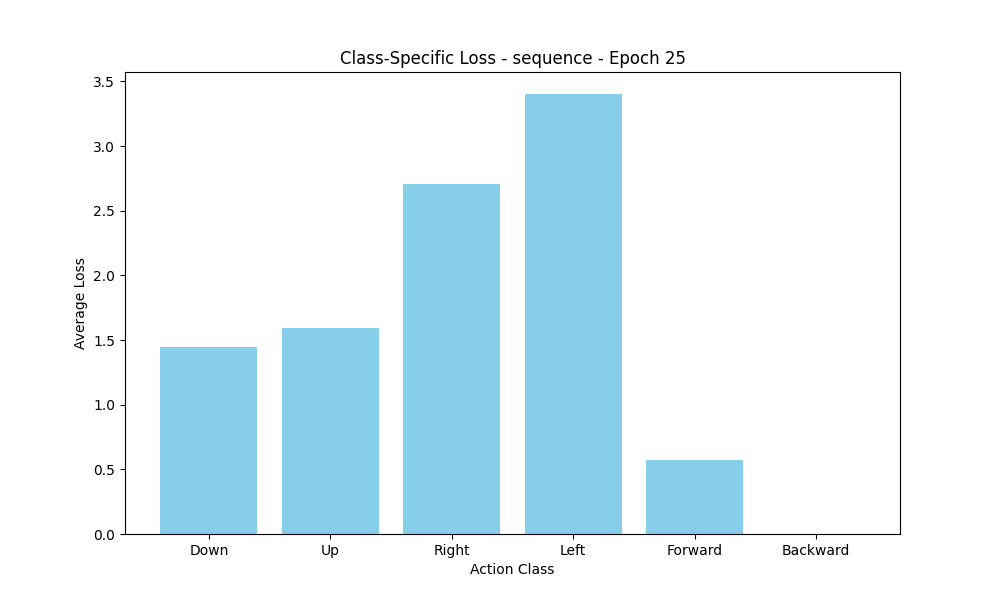 Class-Specific Loss - sequence - Epoch 25
3.5
3.0
2.5
2.0
1.5
1.0
0.5
0.0
Average Loss
Down Up Right Left Forward Backward
Action Class